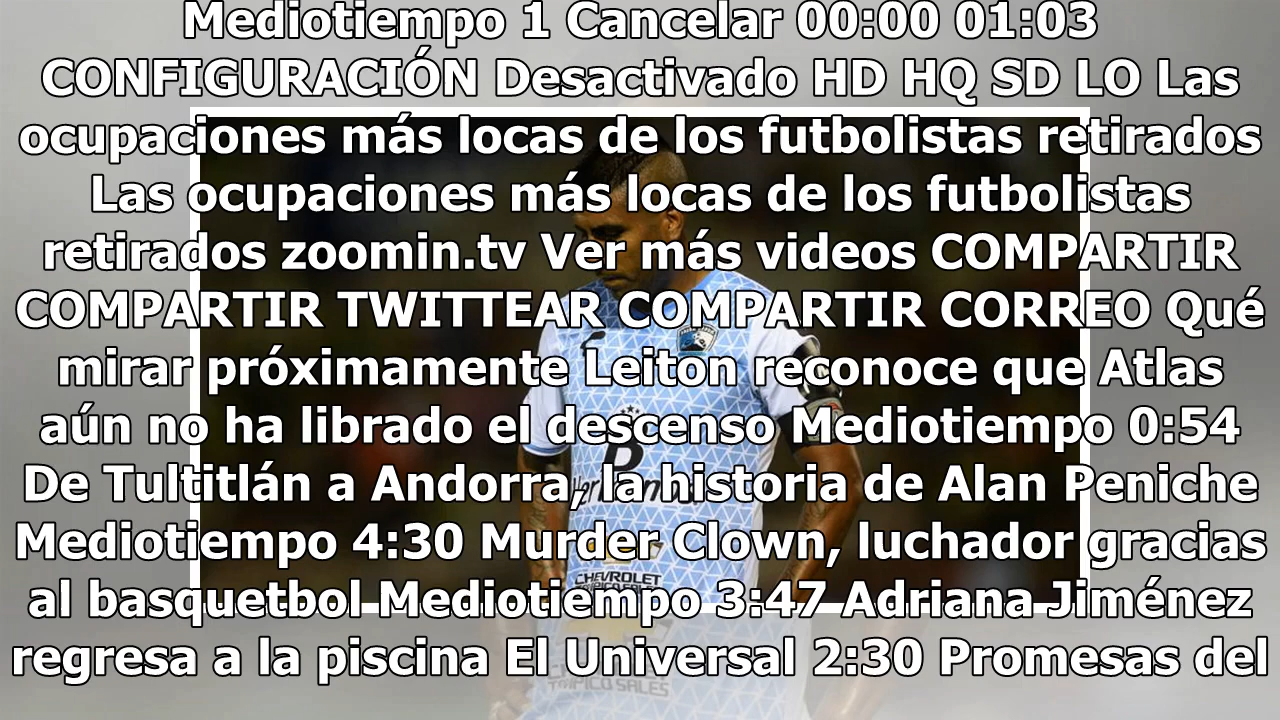 Mediotiempo 1 Cancelar 00:00 01:03
CONFIGURACIÓN Desactivado HD HQ SD LO Las
ocupaciones más locas de los futbolistas retirados
Las ocupaciones más locas de los futbolistas
retirados zoomin.tv Ver más videos COMPARTIR
COMPARTIR TWITTEAR COMPARTIR CORREO Qué
mirar próximamente Leiton reconoce que Atlas
aún no ha librado el descenso Mediotiempo 0:54
De Tultitlán a Andorra, la historia de Alan Peniche
Mediotiempo 4:30 Murder Clown, luchador gracias
al basquetbol Mediotiempo 3:47 Adriana Jiménez
regresa a la piscina El Universal 2:30 Promesas del
CHEVROLET
TAMPICO SALES